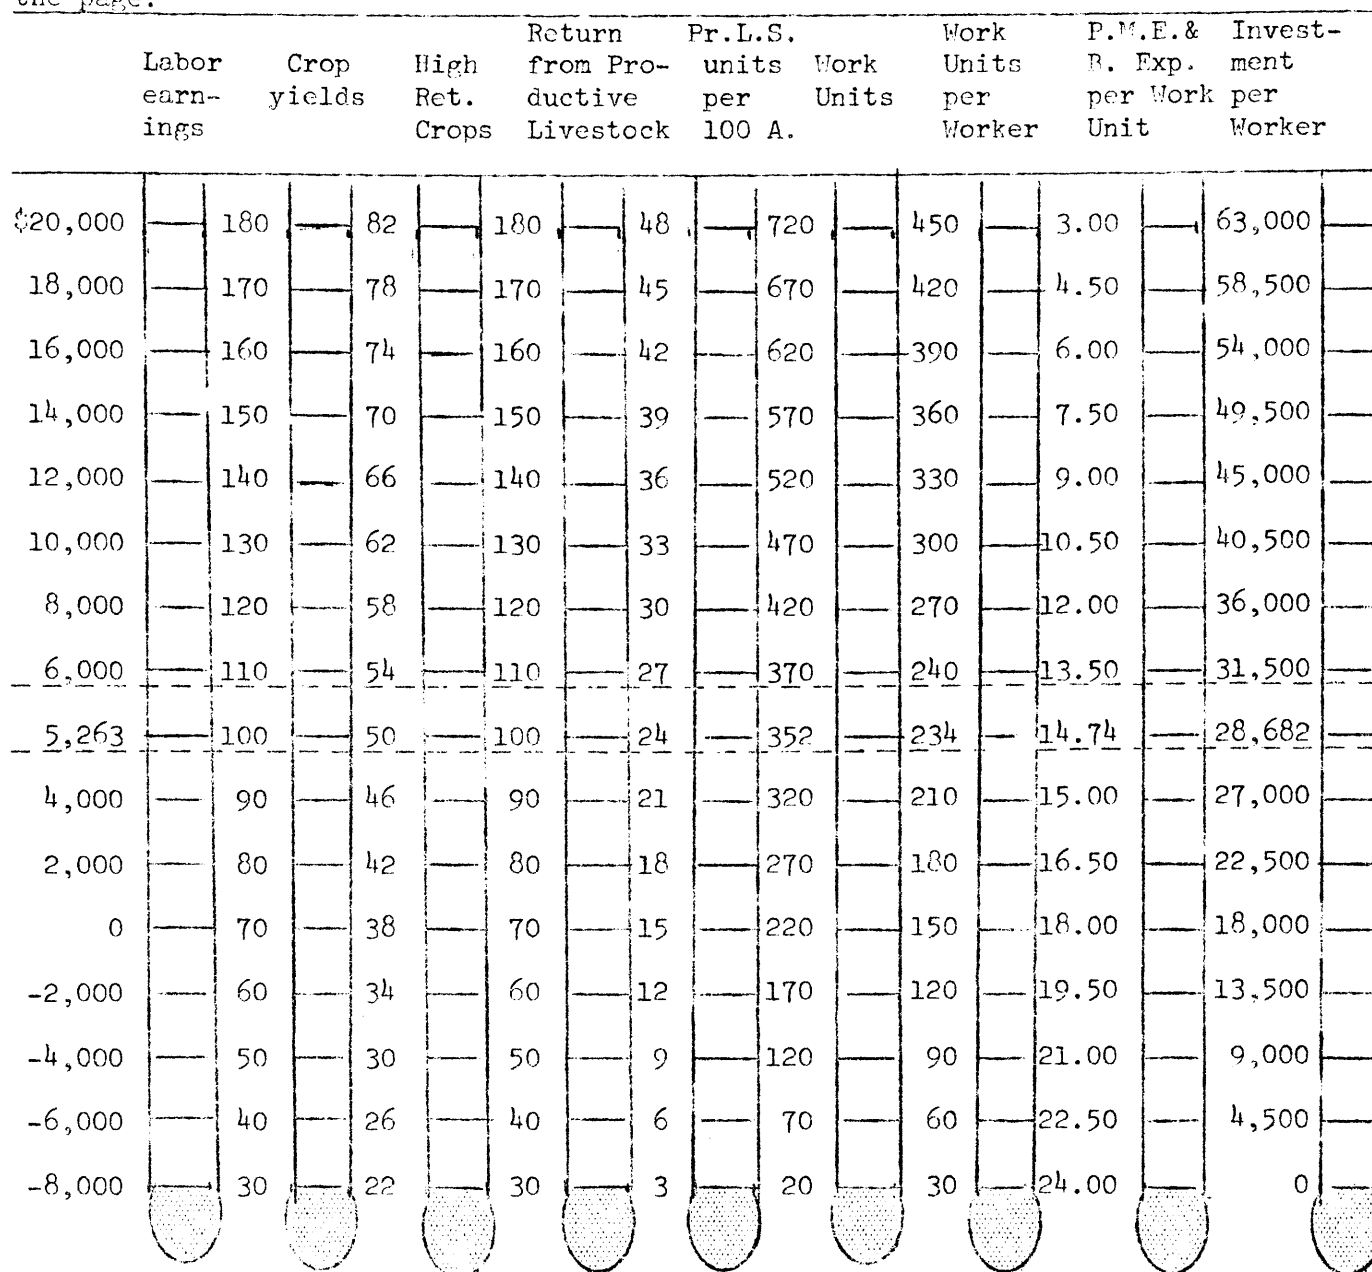 the page.
Return Pr.L.S. Work P.M.E.& Invest-
Labor Crop High from Pro- units Work Units B. Exp. ment
earn- yields Ret. ductive per Units per per Work per
ings Crops Livestock 100 A. Worker Unit Worker
$20,000 180 82 180 48 720 450 3.00 63,000
18,000 170 78 170 45 670 420 4.50 58,500
16,000 160 74 160 42 620 390 6.00 54,000
14,000 150 70 150 39 570 360 7.50 49,500
12,000 140 66 140 36 520 330 9.00 45,000
10,000 130 62 130 33 470 300 10.50 40,500
8,000 120 58 120 30 420 270 12.00 36,000
6,000 110 54 110 27 370 240 13.50 31,500
5,263 100 50 100 24 352 234 14.74 28,682
4,000 90 46 90 21 320 210 15.00 27,000
2,000 80 42 80 18 270 180 16.50 22,500
0 70 38 70 15 220 150 18.00 18,000
-2,000 60 34 60 12 170 120 19.50 13,500
-4,000 50 30 50 9 120 90 21.00 9,000
-6,000 40 26 40 6 70 60 22.50 4,500
-8,000 30 22 30 3 20 30 24.00 0